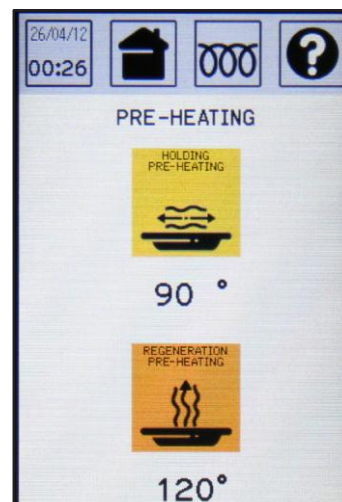 26/04/12
00:26
?
PRE-HEATING
HOLDING
PRE-HEATING
90 °
REGENERATION
PRE-HEATING
120°